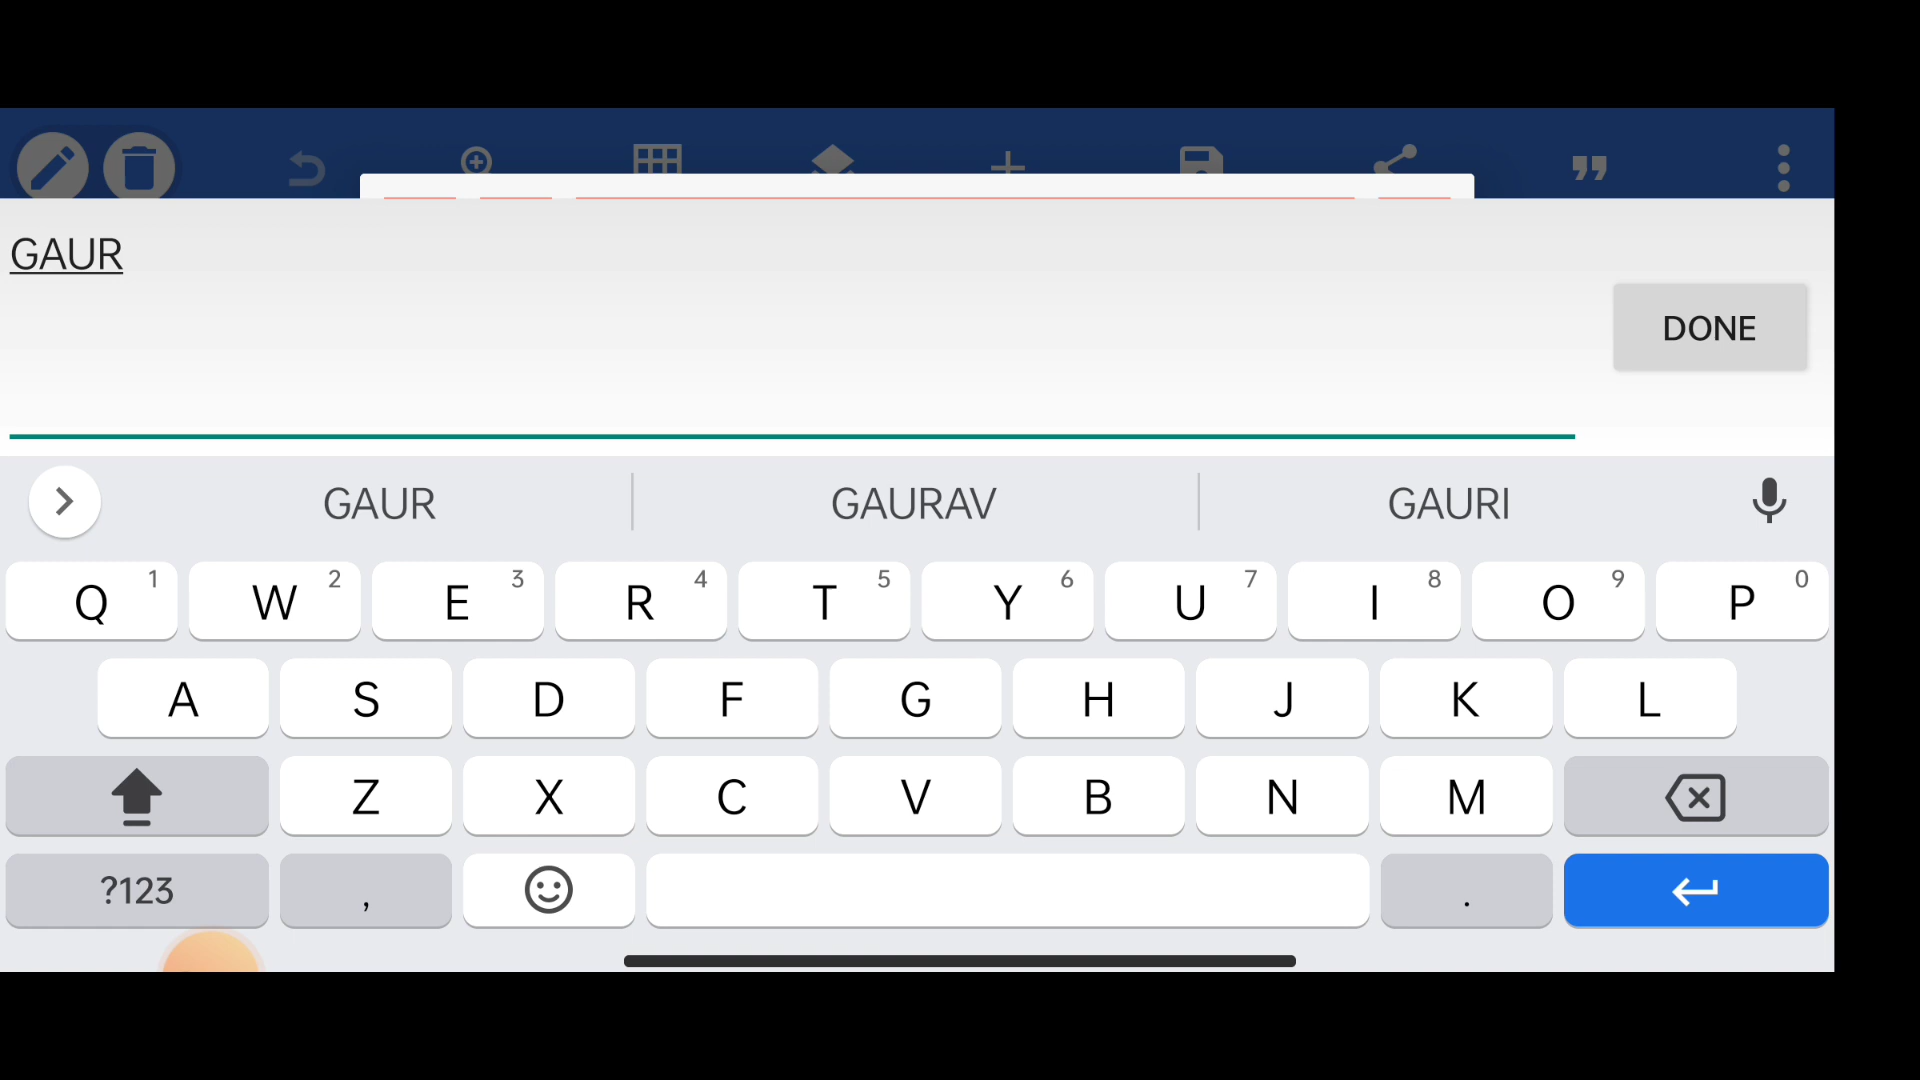 GAUR
DONE
GAUR GAURAV GAURI
Q 1 W 2 E 3 R 4 T 5 Y 6 U 7 I 8 O 9 P 0
A S D F G H J K L
Z X C V B N M
?123 , .